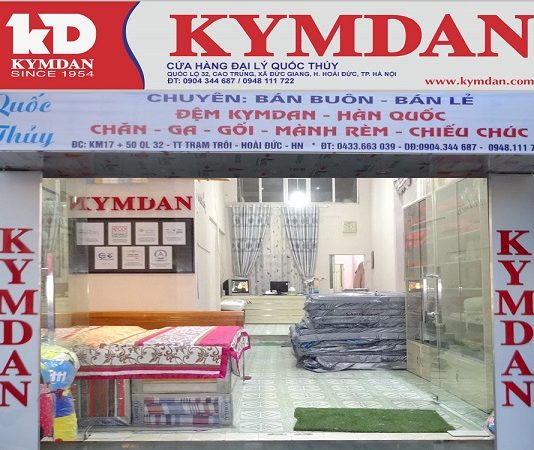 KYMDAN
KYMDAN
SINCE 1954
CỬA HÀNG ĐẠI LÝ QUỐC THỦY
QUỐC LỘ 32, CAO TRUNG, XÃ ĐỨC GIANG, H. HOÀI ĐỨC, TP. HÀ NỘI
ĐT: 0904 344 687 / 0948 111 722
www.kymdan.com
Quốc Thủy
CHUYÊN: BÁN BUÔN - BÁN LẺ
ĐỆM KYMDAN - HÀN QUỐC
CHĂN - GA - GỐI - MÀNH RÈM - CHIẾU CHÚC
ĐC: KM17 + 50 QL 32 - TT TRẠM TRÔI - HOÀI ĐỨC - HN * ĐT: 0433.663 039 - DĐ:0904.344 687 - 0948.111 7
KYMDAN
KYMDAN
KYMDAN